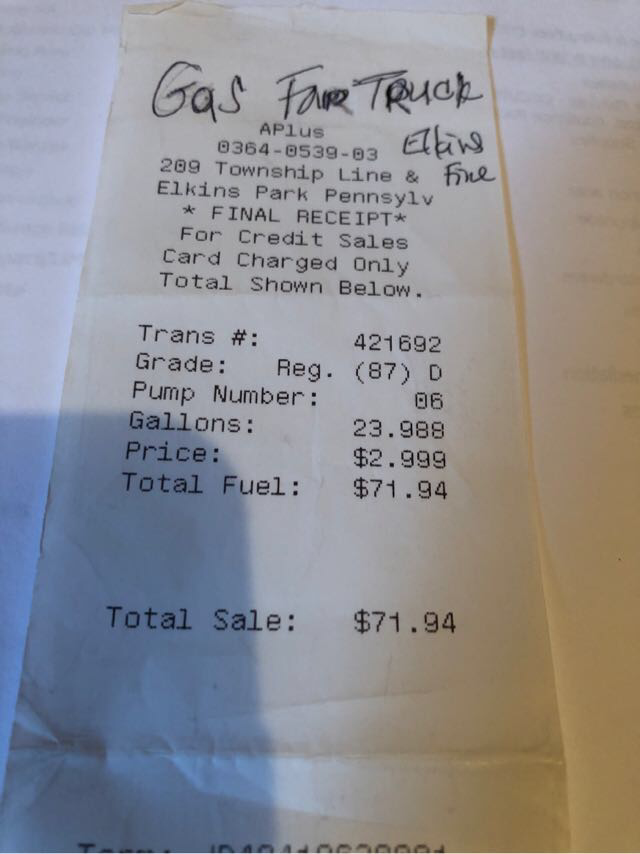 Gas For Truck
APlus
0364-0539-03 Elkins
209 Township Line & Fire
Elkins Park Pennsylv
* FINAL RECEIPT*
For Credit Sales
Card Charged Only
Total Shown Below.
Trans #: 421692
Grade: Reg. (87) D
Pump Number: 06
Gallons: 23.988
Price: $2.999
Total Fuel: $71.94
Total Sale: $71.94